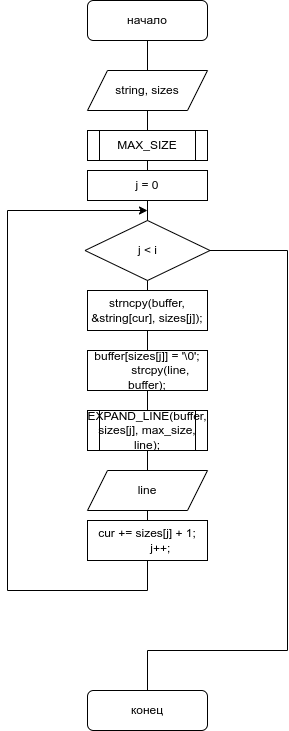 начало
string, sizes
MAX_SIZE
j = 0
j < i
strncpy(buffer,
&string[cur], sizes[j]);
buffer[sizes[j]] = '\0';
strcpy(line,
buffer);
EXPAND_LINE(buffer,
sizes[j], max_size,
line);
line
cur += sizes[j] + 1;
j++;
конец